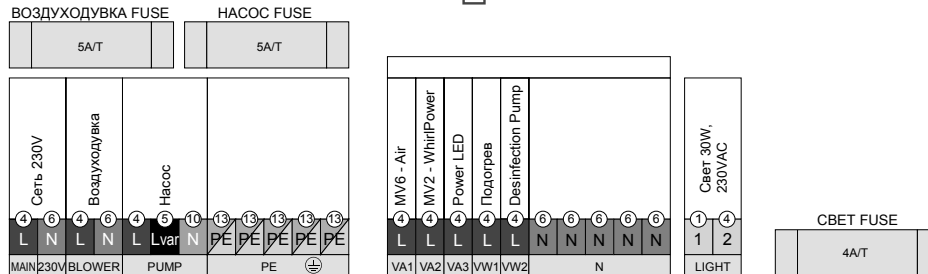 ВОЗДУХОДУВКА FUSE
НАСОС FUSE
5A/T
5A/T
Сеть 230V
Воздуходувка
Насос
MV6 - Air
MV2 - WhirlPower
Power LED
Подогрев
Desinfection Pump
Свет 30W,
230VAC
4 6 4 6 4 5 10 13 13 13 13 13
L N L N L Lvar N PE PE PE PE PE
MAIN 230V BLOWER PUMP PE
4 4 4 4 4 6 6 6 6 6
L L L L L N N N N N
VA1 VA2 VA3 VW1 VW2 N
1 4
1 2
LIGHT
СВЕТ FUSE
4A/T